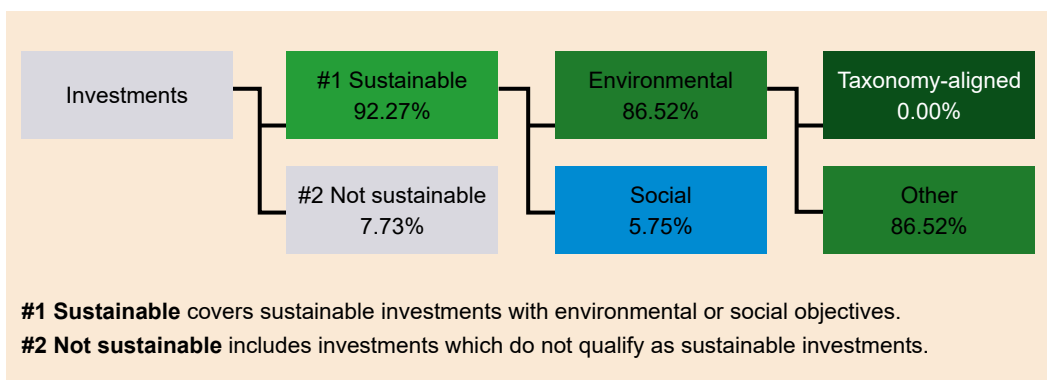 Investments
#1 Sustainable
92.27%
Environmental
86.52%
Taxonomy-aligned
0.00%
#2 Not sustainable
7.73%
Social
5.75%
Other
86.52%
#1 Sustainable covers sustainable investments with environmental or social objectives.
#2 Not sustainable includes investments which do not qualify as sustainable investments.